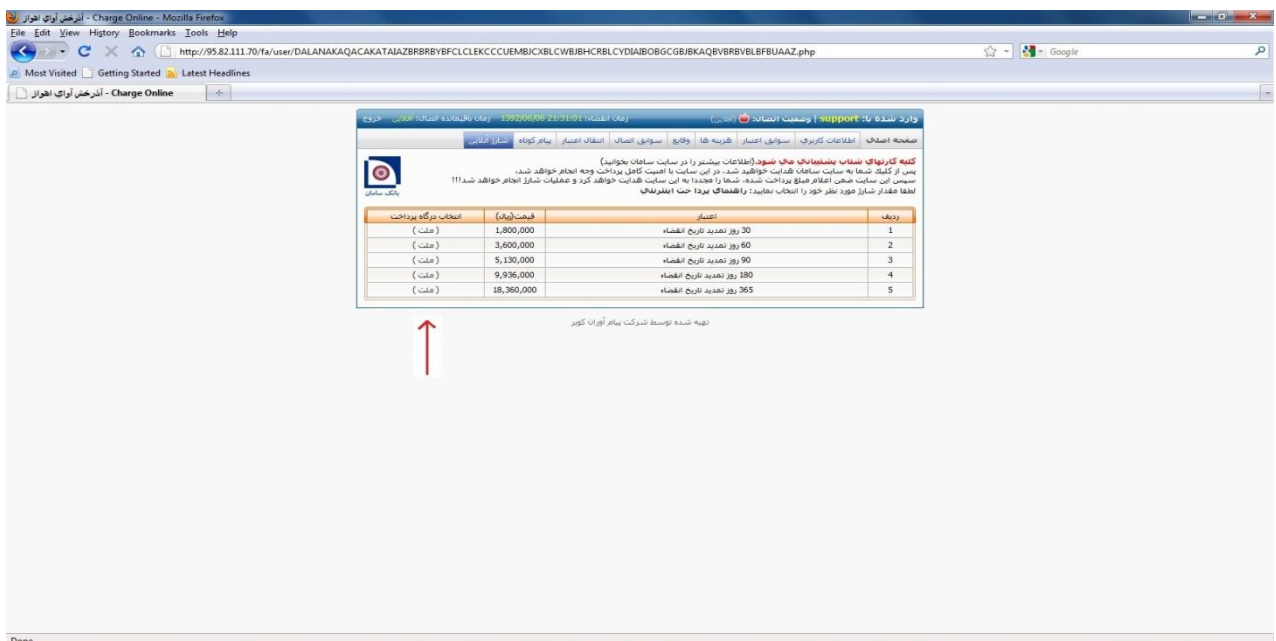 Charge Online - Mozilla Firefox - آذرخش آوای اهواز
File Edit View History Bookmarks Tools Help
http://95.82.111.70/fa/user/DALANAKAQACAKATAIAZBRBRBYBFCLCLEKCCCUEMBJCXBLCWBJBHCRBLCYDIAIBOBGCGBJBKAQBVBRBVBLBFBUAAZ.php
Google
Most Visited Getting Started Latest Headlines
Charge Online - آذرخش آوای اهواز
وارد شده با: support | وضعیت اتصال: (آفلاین) زمان انقضاء: 1392/06/06 21:31:01 زمان باقیمانده اتصال: آفلاین خروج
صفحه اصلی اطلاعات کاربری سوابق اعتبار هزینه ها وقایع سوابق اتصال انتقال اعتبار پیام کوتاه شارژ آنلاین
کلیه کارتهای شتاب پشتیبانی می شود.(اطلاعات بیشتر را در سایت سامان بخوانید)
پس از کلیك شما به سایت سامان هدایت خواهید شد، در این سایت با امنیت کامل پرداخت وجه انجام خواهد شد،
سپس این سایت ضمن اعلام مبلغ پرداخت شده، شما را مجددا به این سایت هدایت خواهد کرد و عملیات شارژ انجام خواهد شد!!!
لطفا مقدار شارژ مورد نظر خود را انتخاب نمایید: راهنمای پردا خت اینترنتی
بانک سامان
ردیف اعتبار قیمت(ریال) انتخاب درگاه پرداخت
1 30 روز تمدید تاریخ انقضاء 1,800,000 ( ملت )
2 60 روز تمدید تاریخ انقضاء 3,600,000 ( ملت )
3 90 روز تمدید تاریخ انقضاء 5,130,000 ( ملت )
4 180 روز تمدید تاریخ انقضاء 9,936,000 ( ملت )
5 365 روز تمدید تاریخ انقضاء 18,360,000 ( ملت )
تهیه شده توسط شرکت پیام آوران کویر
Done